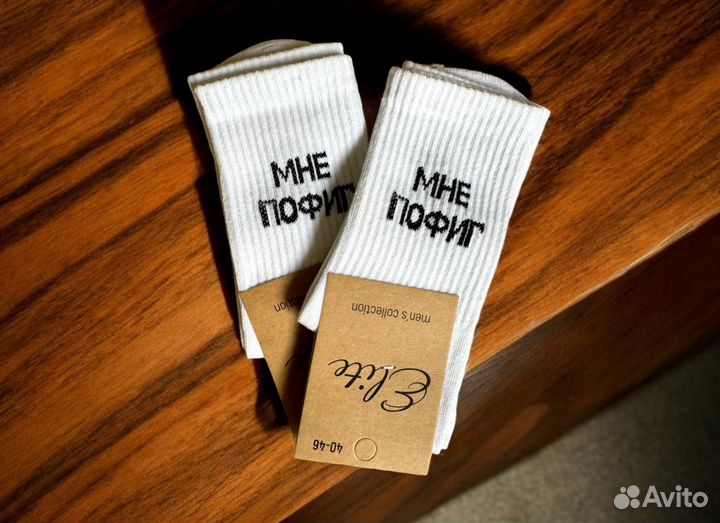 МНЕ
ПОФИГ
МНЕ
ПОФИГ
men's collection
Elite
40-46
Avito